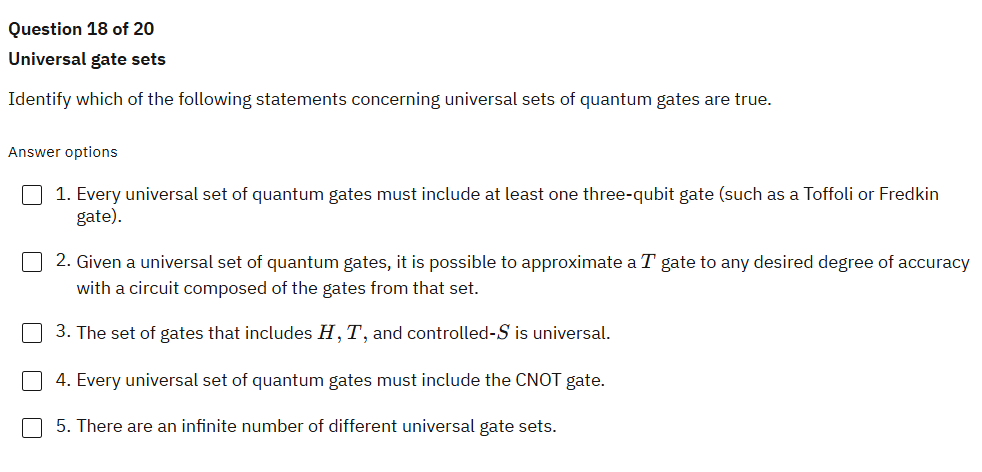 Question 18 of 20
Universal gate sets
Identify which of the following statements concerning universal sets of quantum gates are true.
Answer options
1. Every universal set of quantum gates must include at least one three-qubit gate (such as a Toffoli or Fredkin
gate).
2. Given a universal set of quantum gates, it is possible to approximate a T gate to any desired degree of accuracy
with a circuit composed of the gates from that set.
3. The set of gates that includes H, T, and controlled-S is universal.
4. Every universal set of quantum gates must include the CNOT gate.
5. There are an infinite number of different universal gate sets.